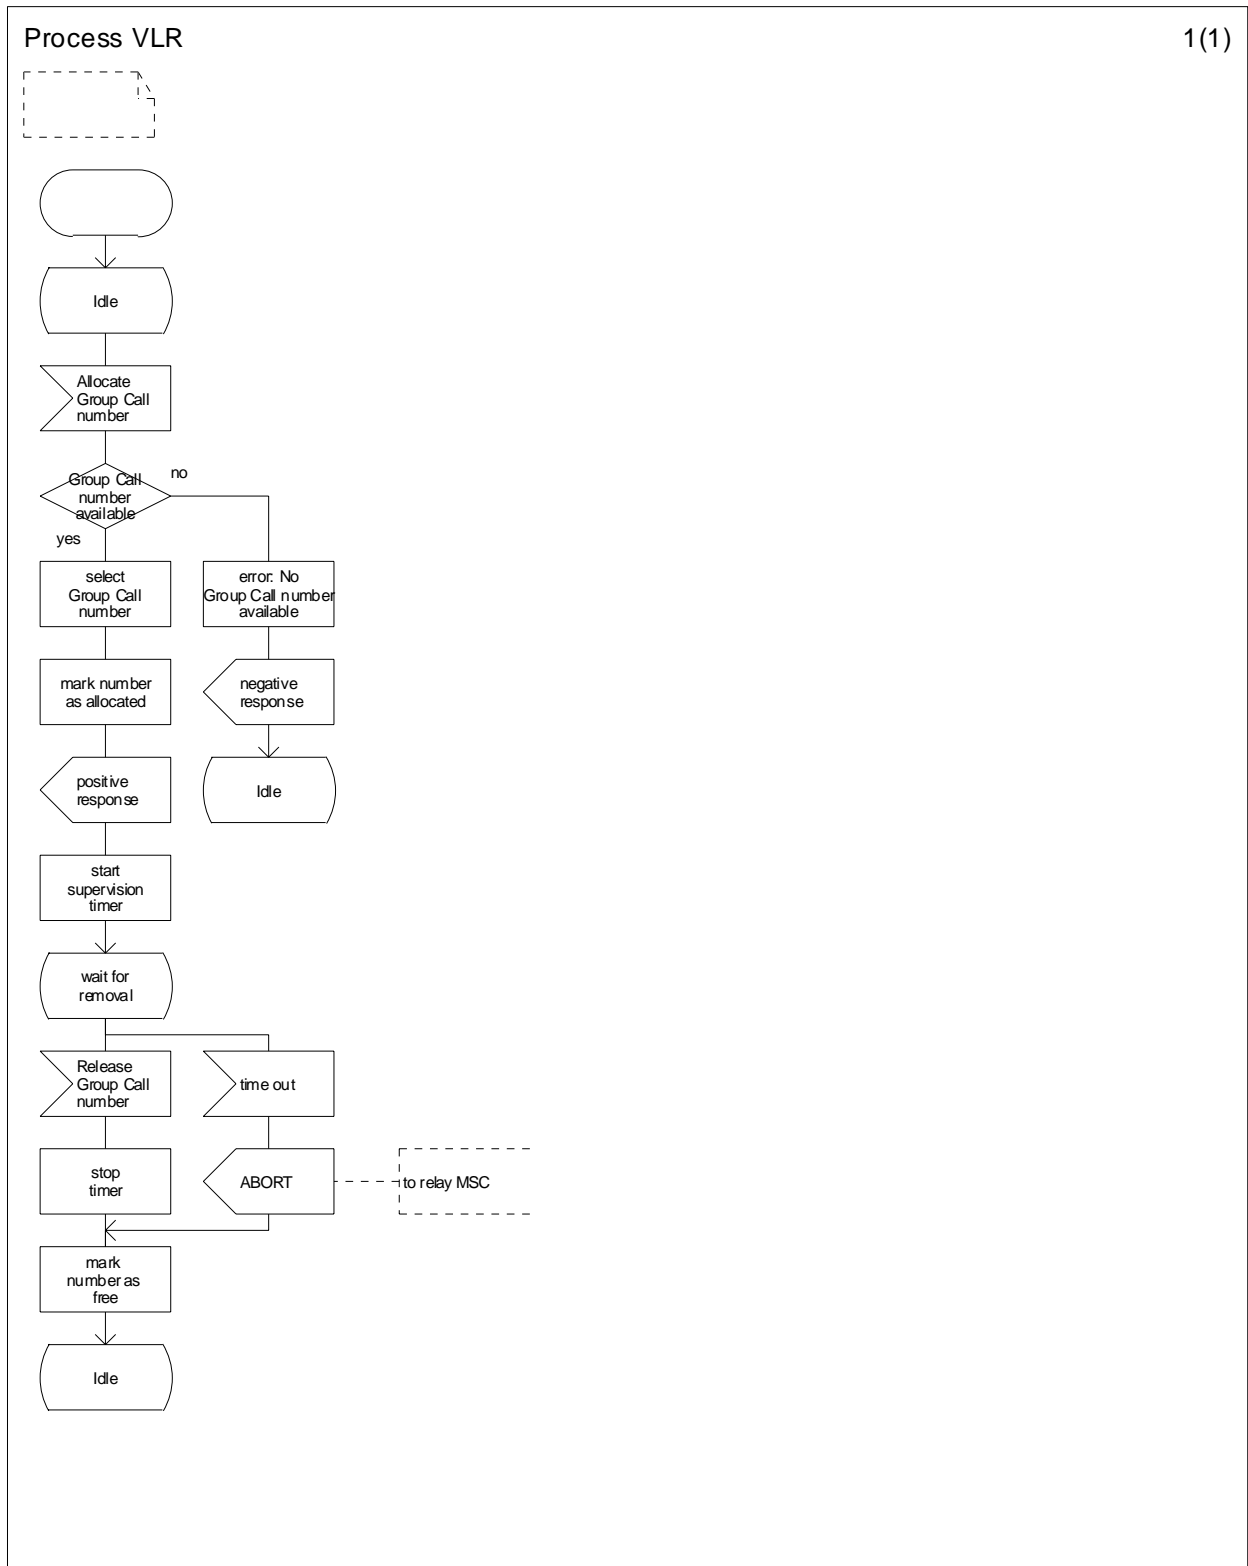 Process VLR
1(1)
Idle
Allocate
Group Call
number
Group Call
number
available
no
yes
select
Group Call
number
error: No
Group Call number
available
mark number
as allocated
negative
response
positive
response
Idle
start
supervision
timer
wait for
removal
Release
Group Call
number
time out
stop
timer
ABORT
to relay MSC
mark
number as
free
Idle